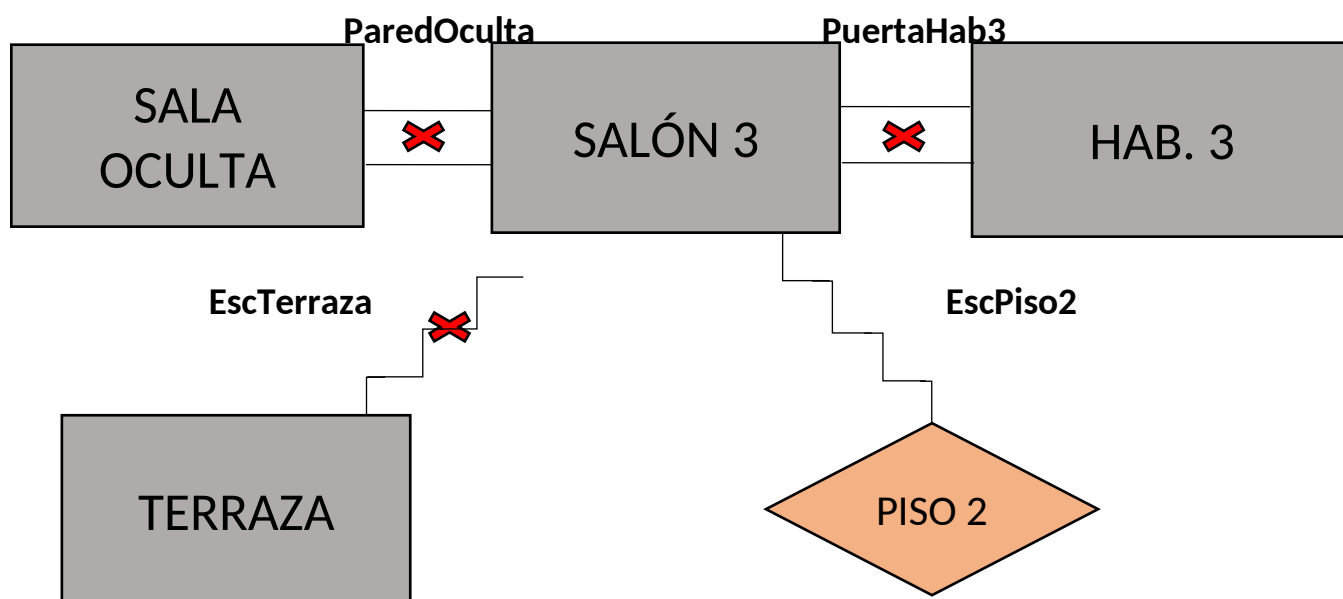 ParedOculta
PuertaHab3
SALA
OCULTA
SALÓN 3
HAB. 3
EscTerraza
EscPiso2
TERRAZA
PISO 2